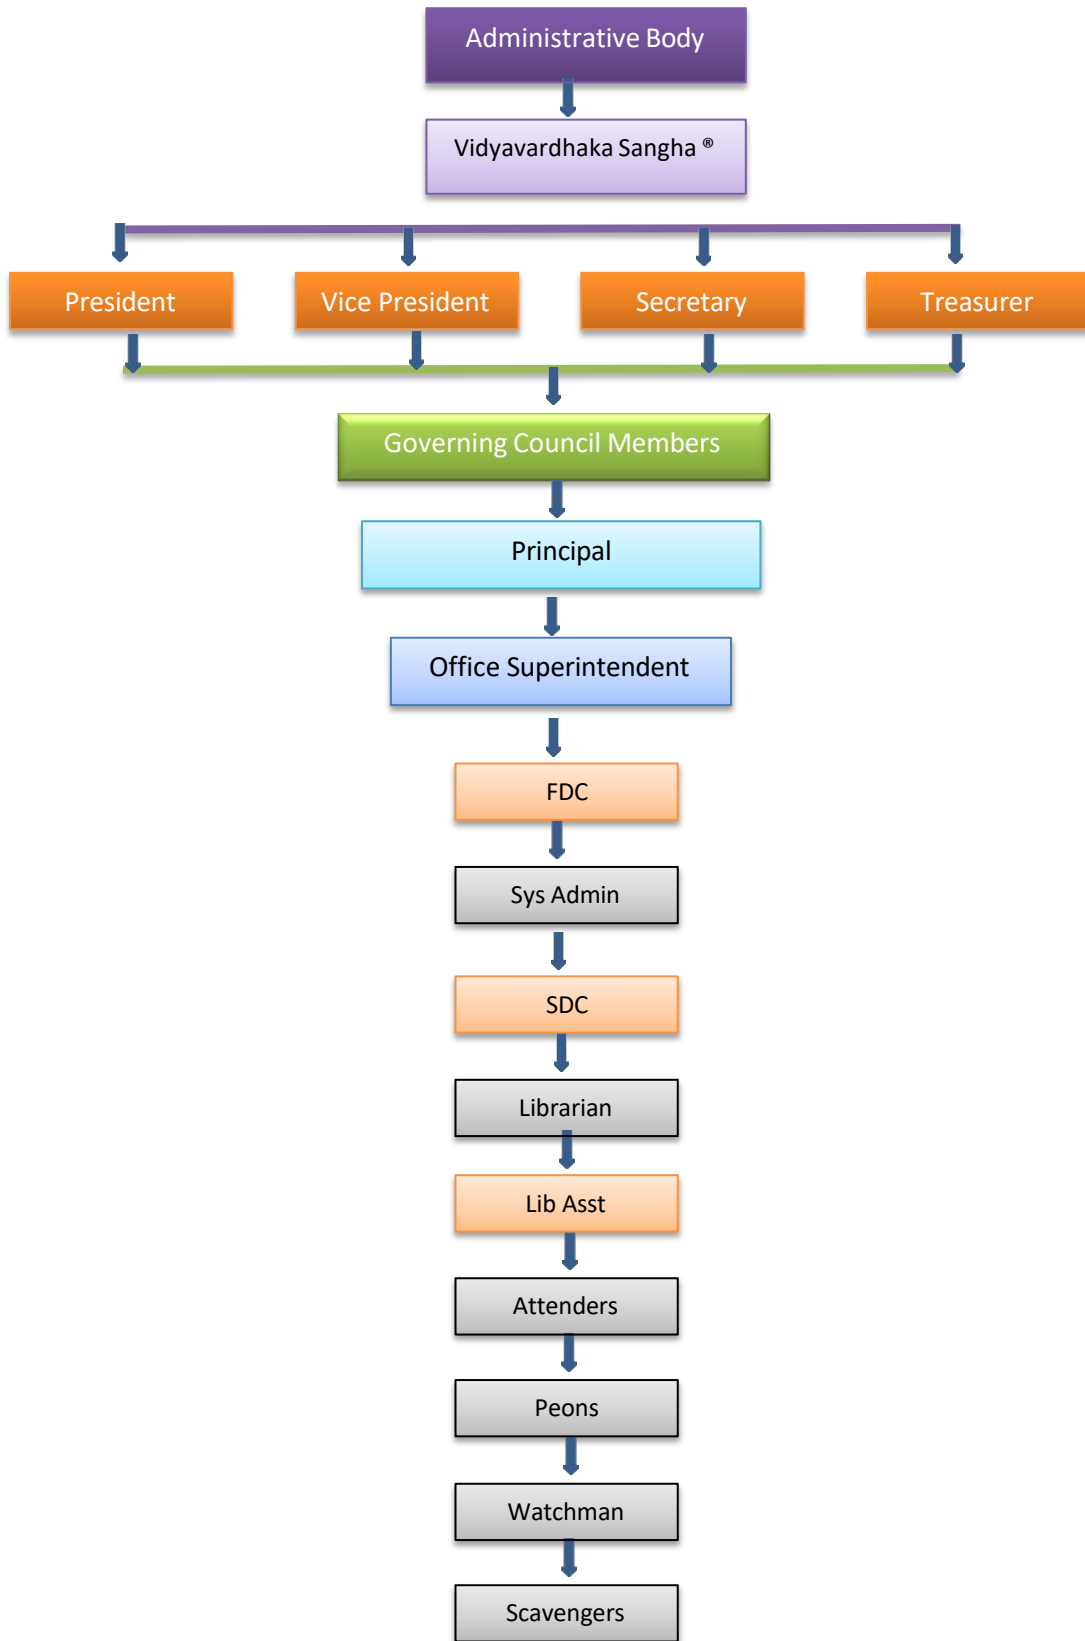 Administrative Body
Vidyavardhaka Sangha ®
President
Vice President
Secretary
Treasurer
Governing Council Members
Principal
Office Superintendent
FDC
Sys Admin
SDC
Librarian
Lib Asst
Attenders
Peons
Watchman
Scavengers